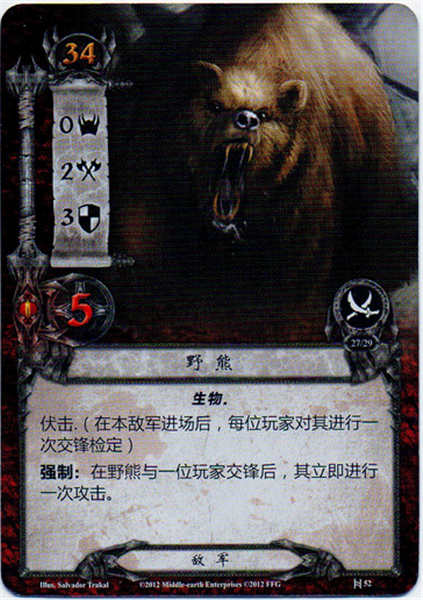 34
0
2
3
5
27/29
野熊
生物.
伏击.（在本敌军进场后，每位玩家对其进行一
次交锋检定）
强制：在野熊与一位玩家交锋后，其立即进行
一次攻击。
敌军
Illus. Salvador Trakal
©2012 Middle-earth Enterprises ©2012 FFG
52